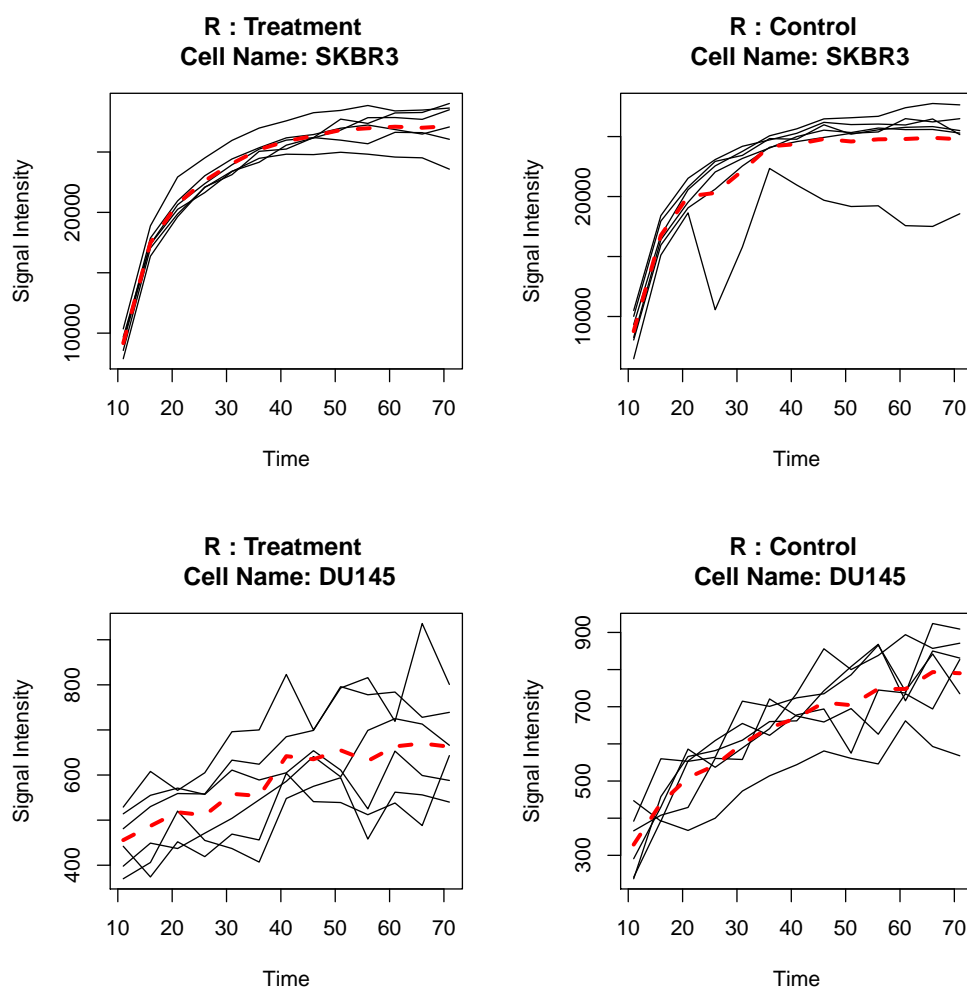 R : Treatment
Cell Name: SKBR3
Signal Intensity
10000
20000
10 20 30 40 50 60 70
Time
R : Control
Cell Name: SKBR3
Signal Intensity
10000
20000
10 20 30 40 50 60 70
Time
R : Treatment
Cell Name: DU145
Signal Intensity
400
600
800
10 20 30 40 50 60 70
Time
R : Control
Cell Name: DU145
Signal Intensity
300
500
700
900
10 20 30 40 50 60 70
Time